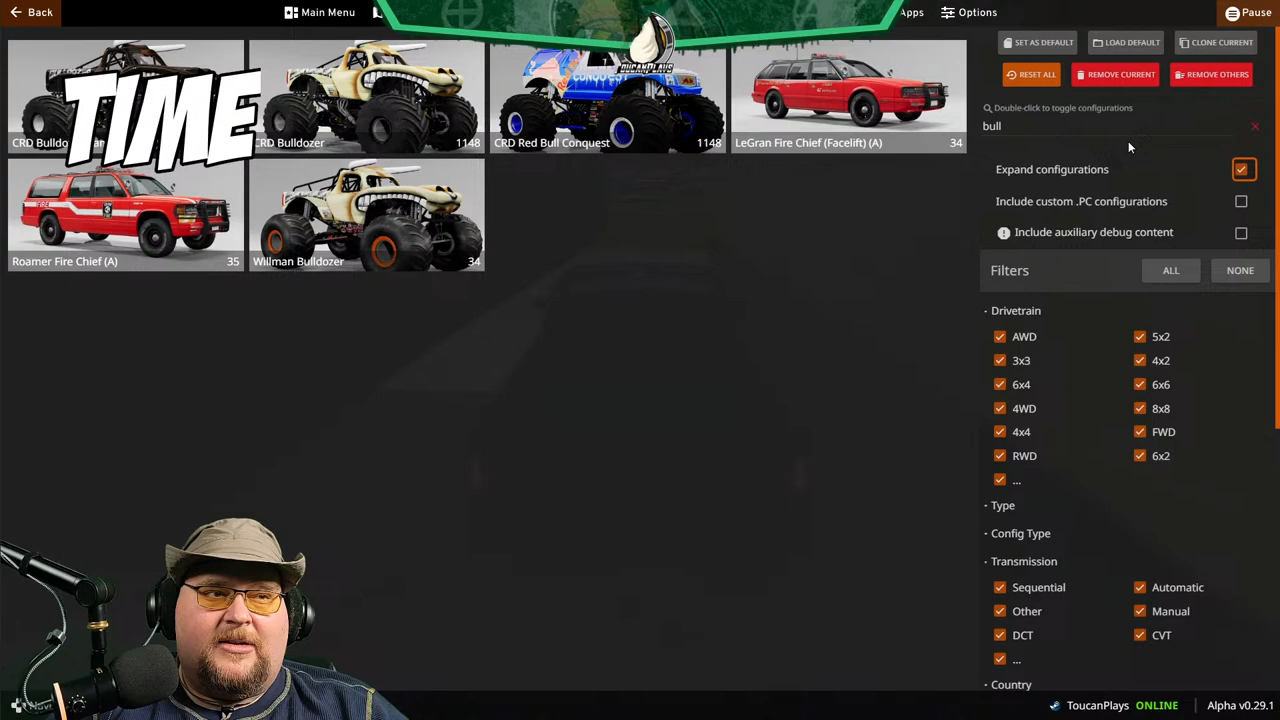 Back
Main Menu
Apps
Options
Pause
DUCANPLAYS
TIME
CRD Bulldo
1148
CRD Bulldozer
1148
CRD Red Bull Conquest
1148
LeGran Fire Chief (Facelift) (A)
34
Roamer Fire Chief (A)
35
Willman Bulldozer
34
SET AS DEFAULT
LOAD DEFAULT
CLONE CURRENT
RESET ALL
REMOVE CURRENT
REMOVE OTHERS
Double-click to toggle configurations
bull
Expand configurations
Include custom .PC configurations
Include auxiliary debug content
Filters
ALL
NONE
- Drivetrain
AWD
5x2
3x3
4x2
6x4
6x6
4WD
8x8
4x4
FWD
RWD
6x2
...
- Type
- Config Type
- Transmission
Sequential
Automatic
Other
Manual
DCT
CVT
...
- Country
ToucanPlays ONLINE
Alpha v0.29.1